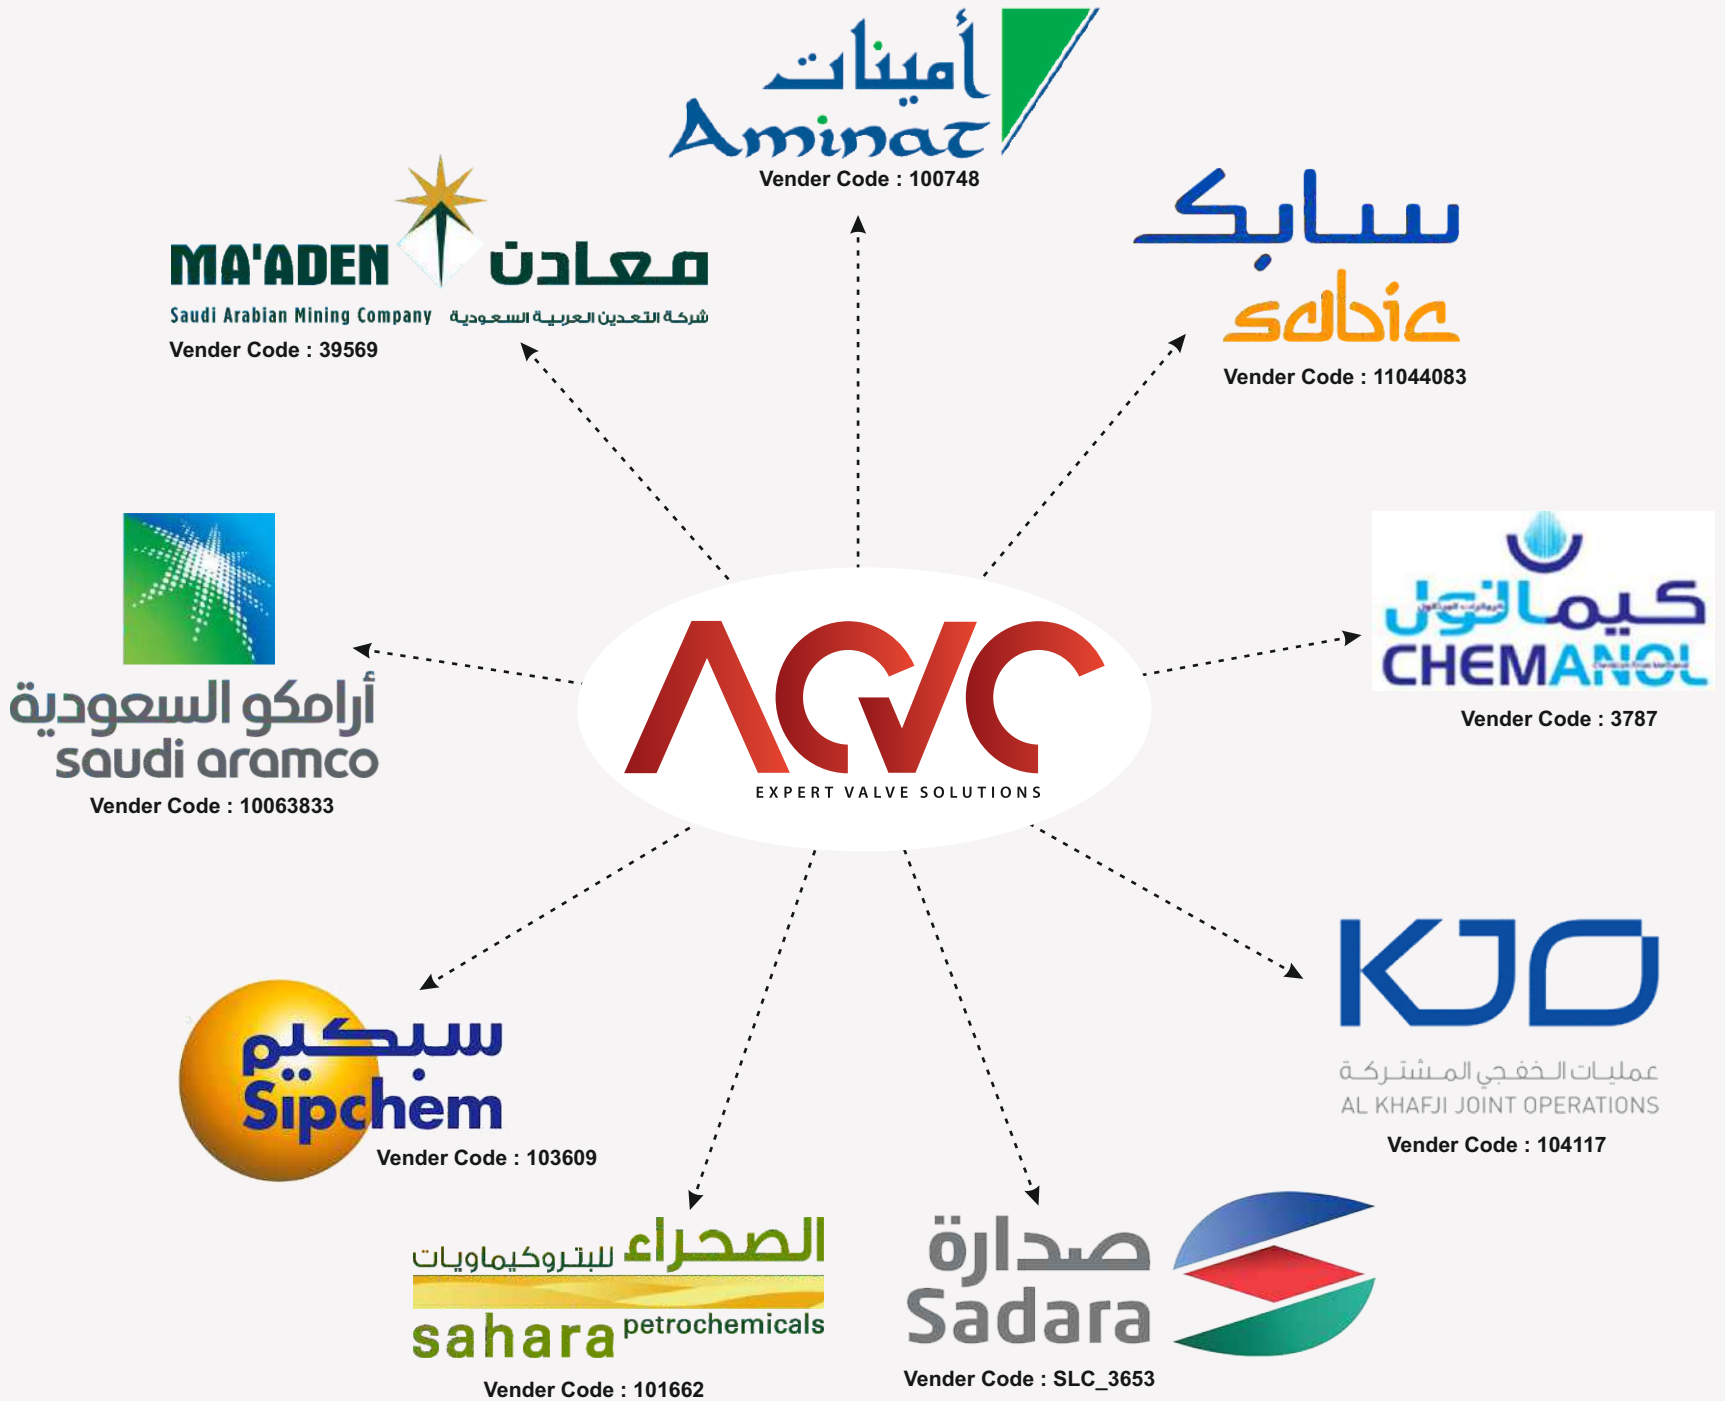 أمينات
Aminat
Vender Code : 100748
MA'ADEN معادن
Saudi Arabian Mining Company شركة التعدين العربية السعودية
Vender Code : 39569
سابك
sabic
Vender Code : 11044083
أرامكو السعودية
saudi aramco
Vender Code : 10063833
كيمانول
CHEMANOL
Vender Code : 3787
ACVC
EXPERT VALVE SOLUTIONS
سبكيم
Sipchem
Vender Code : 103609
KJO
عمليات الخفجي المشتركة
AL KHAFJI JOINT OPERATIONS
Vender Code : 104117
الصحراء للبتروكيماويات
sahara petrochemicals
Vender Code : 101662
صدارة
Sadara
Vender Code : SLC_3653